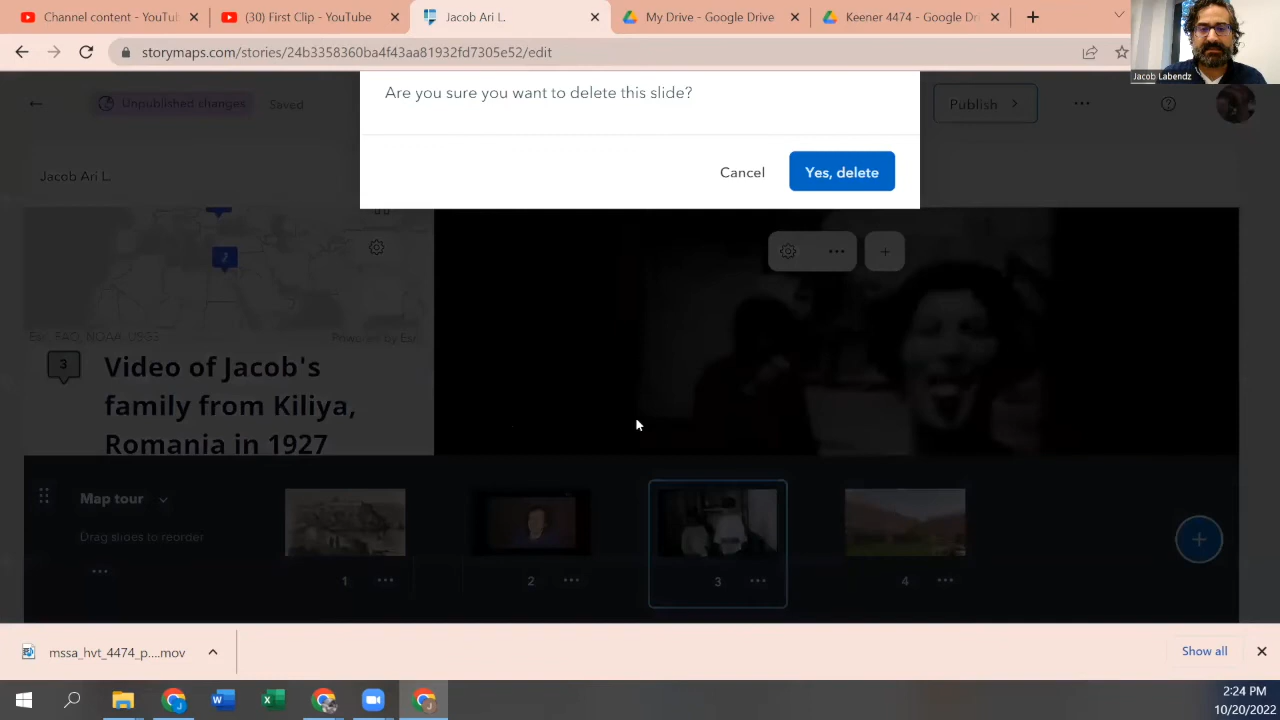 Channel content - YouTu
(30) First Clip - YouTube
Jacob Ari L.
My Drive - Google Drive
Keener 4474 - Google Dr
storymaps.com/stories/24b3358360ba4f43aa81932fd7305e52/edit
Jacob Labendz
Are you sure you want to delete this slide?
Unpublished changes
Saved
Publish
Cancel
Yes, delete
Jacob Ari L.
Esri, FAO, NOAA, USGS
Powered by Esri
3
Video of Jacob's
family from Kiliya,
Romania in 1927
Map tour
Drag slides to reorder
1
2
3
4
mssa_hvt_4474_p....mov
Show all
2:24 PM
10/20/2022